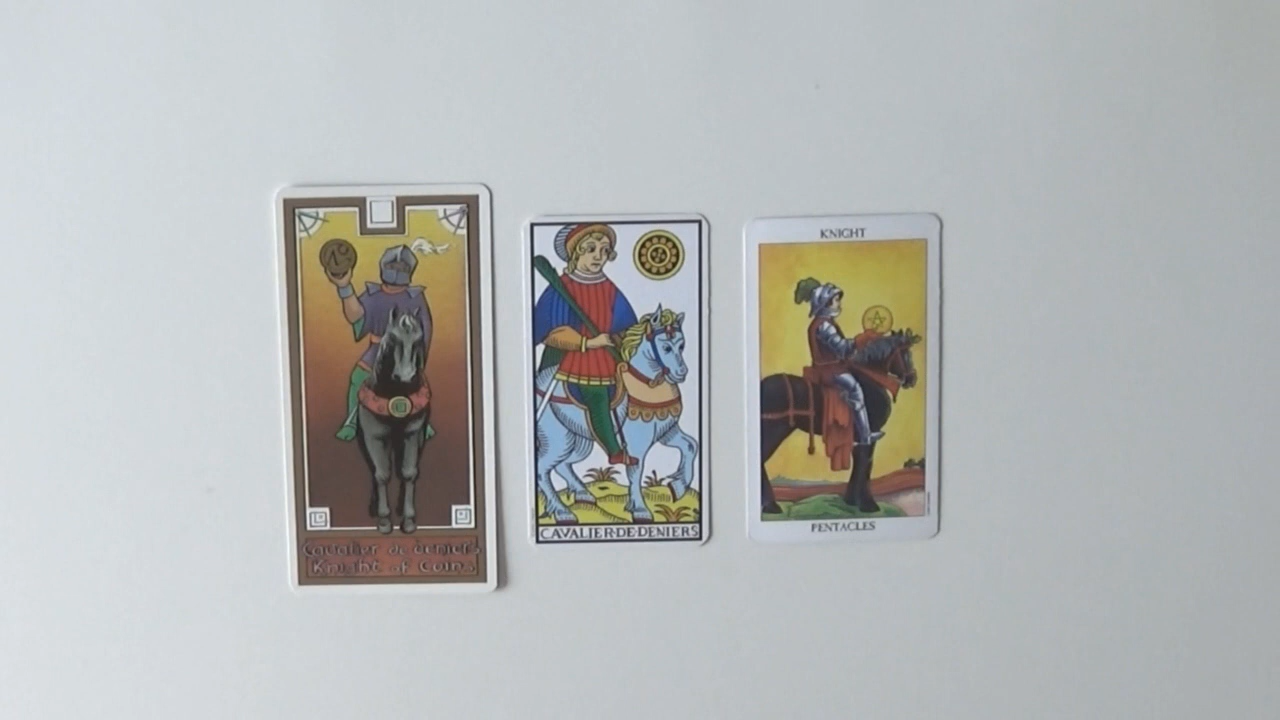 Cavalier de deniers
Knight of Coins
CAVALIER·DE·DENIERS
KNIGHT
PENTACLES